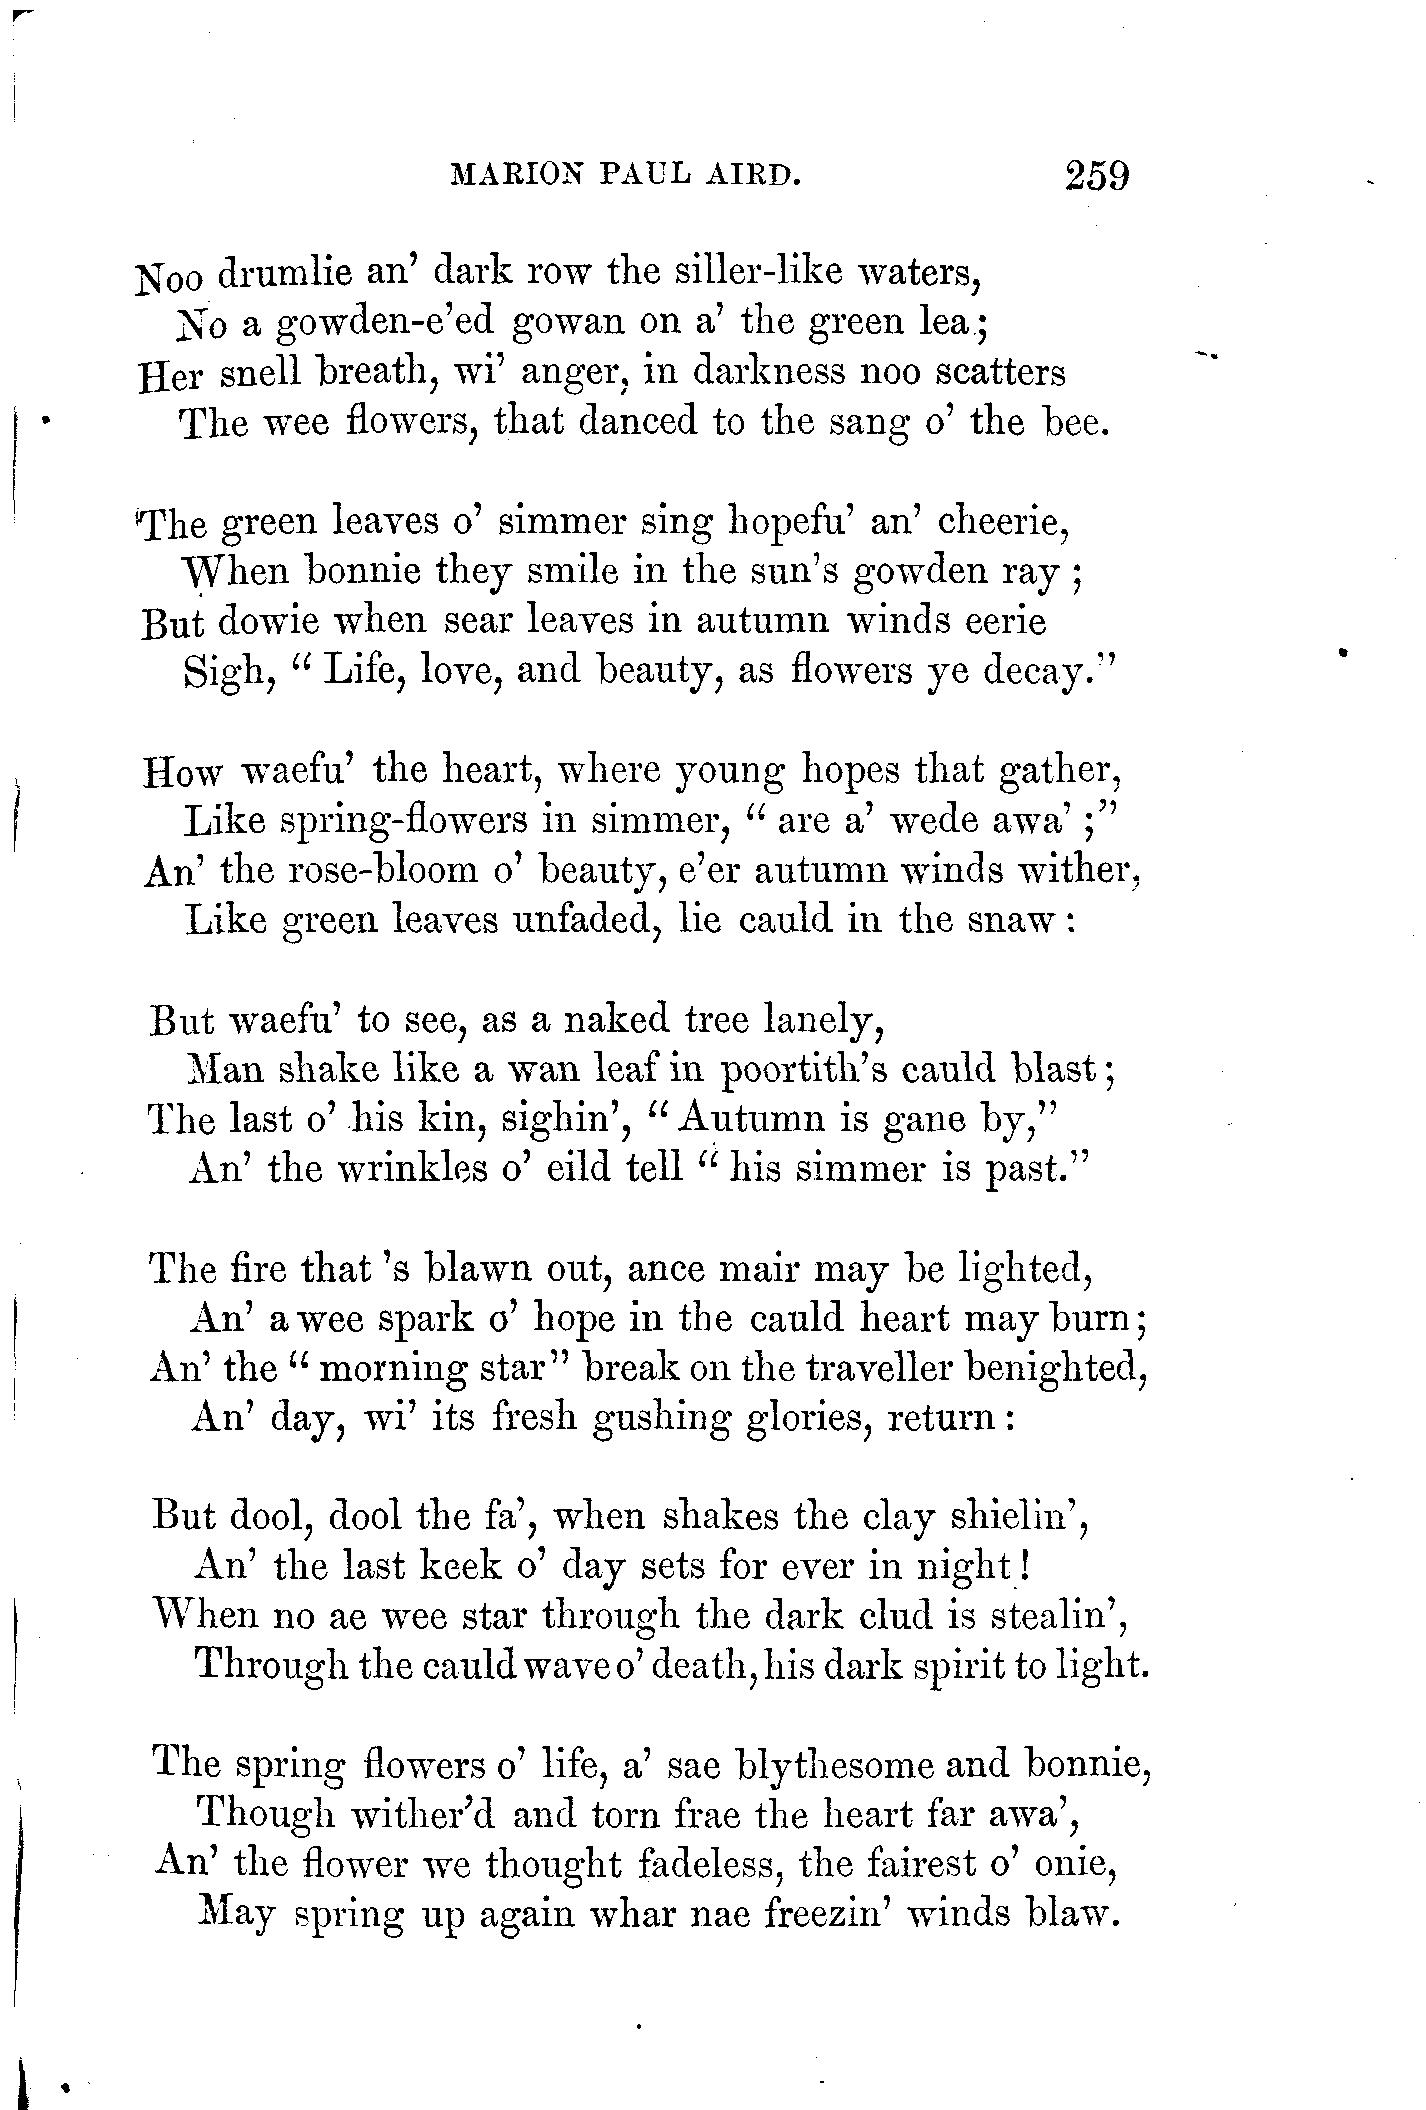 MARION PAUL AIRD. 259
Noo drumlie an' dark row the siller-like waters,
No a gowden-e'ed gowan on a' the green lea;
Her snell breath, wi' anger, in darkness noo scatters
The wee flowers, that danced to the sang o' the bee.
The green leaves o' simmer sing hopefu' an' cheerie,
When bonnie they smile in the sun's gowden ray ;
But dowie when sear leaves in autumn winds eerie
Sigh, " Life, love, and beauty, as flowers ye decay."
How waefu' the heart, where young hopes that gather,
Like spring-flowers in simmer, " are a' wede awa' ;"
An' the rose-bloom o' beauty, e'er autumn winds wither,
Like green leaves unfaded, lie cauld in the snaw :
But waefu' to see, as a naked tree lanely,
Man shake like a wan leaf in poortith's cauld blast ;
The last o' his kin, sighin', " Autumn is gane by,"
An' the wrinkles o' eild tell " his simmer is past."
The fire that 's blawn out, ance mair may be lighted,
An' a wee spark o' hope in the cauld heart may burn ;
An' the " morning star" break on the traveller benighted,
An' day, wi' its fresh gushing glories, return :
But dool, dool the fa', when shakes the clay shielin',
An' the last keek o' day sets for ever in night !
When no ae wee star through the dark clud is stealin',
Through the cauld wave o' death, his dark spirit to light.
The spring flowers o' life, a' sae blythesome and bonnie,
Though wither'd and torn frae the heart far awa',
An' the flower we thought fadeless, the fairest o' onie,
May spring up again whar nae freezin' winds blaw.